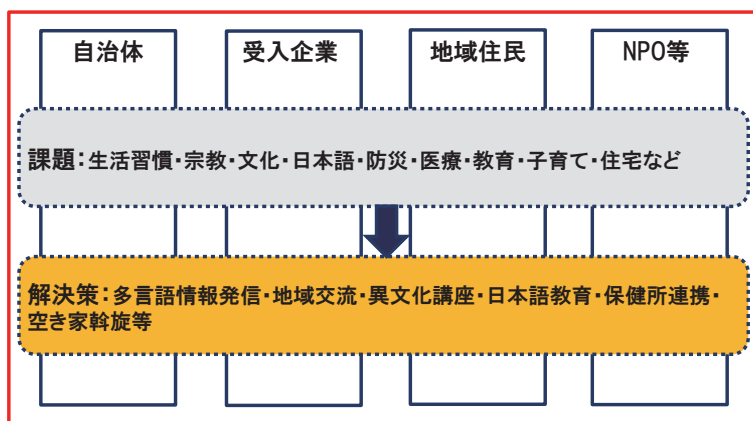 自治体
受入企業
地域住民
NPO等
課題:生活習慣・宗教・文化・日本語・防災・医療・教育・子育て・住宅など
解決策:多言語情報発信・地域交流・異文化講座・日本語教育・保健所連携・
空き家斡旋等